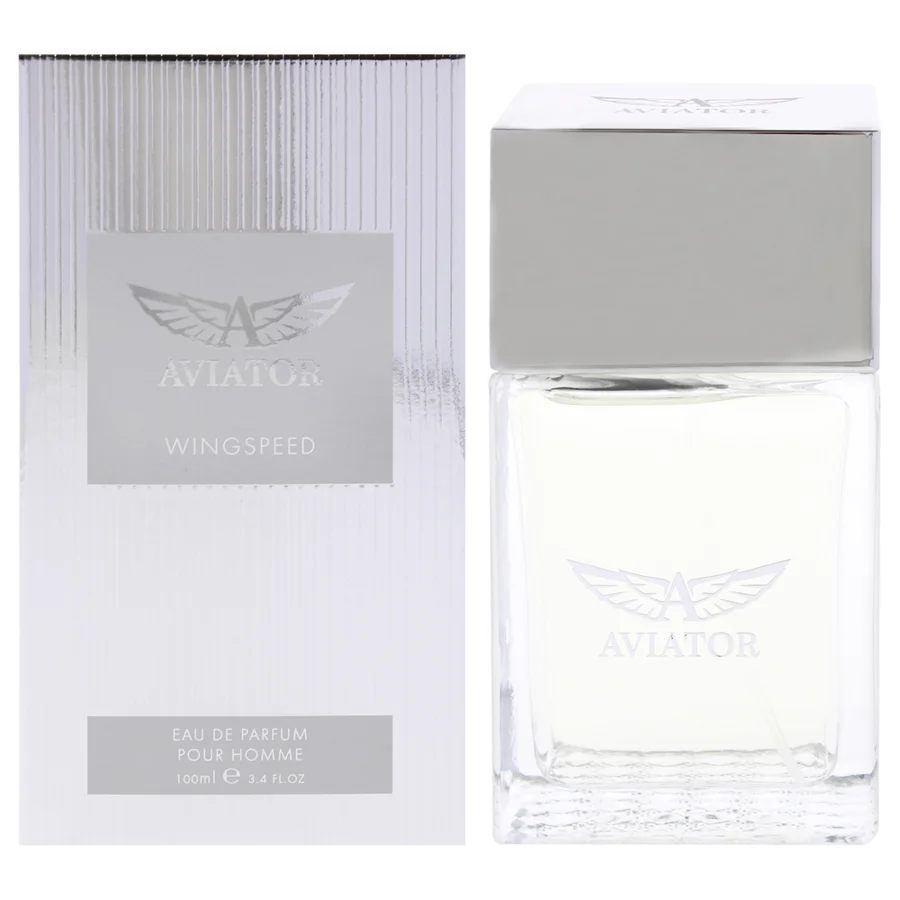 A
AVIATOR
WINGSPEED
EAU DE PARFUM
POUR HOMME
100ml ℮ 3.4 FL.OZ
A
AVIATOR
A
AVIATOR